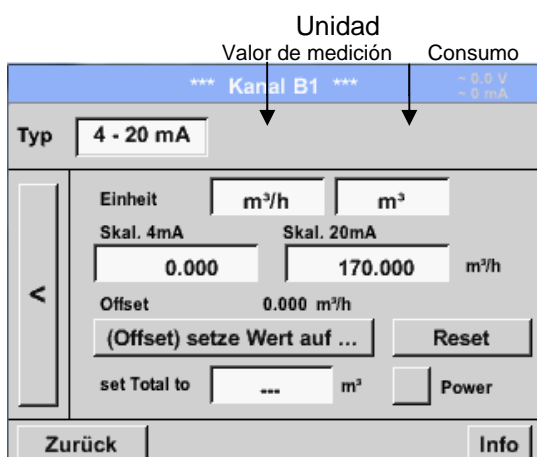 Unidad
Valor de medición Consumo
*** Kanal B1 *** ~ 0.0 V
~ 0 mA
Typ 4 - 20 mA
Einheit m³/h m³
Skal. 4mA Skal. 20mA
0.000 170.000 m³/h
<
Offset 0.000 m³/h
(Offset) setze Wert auf ... Reset
set Total to --- m³ Power
Zurück Info